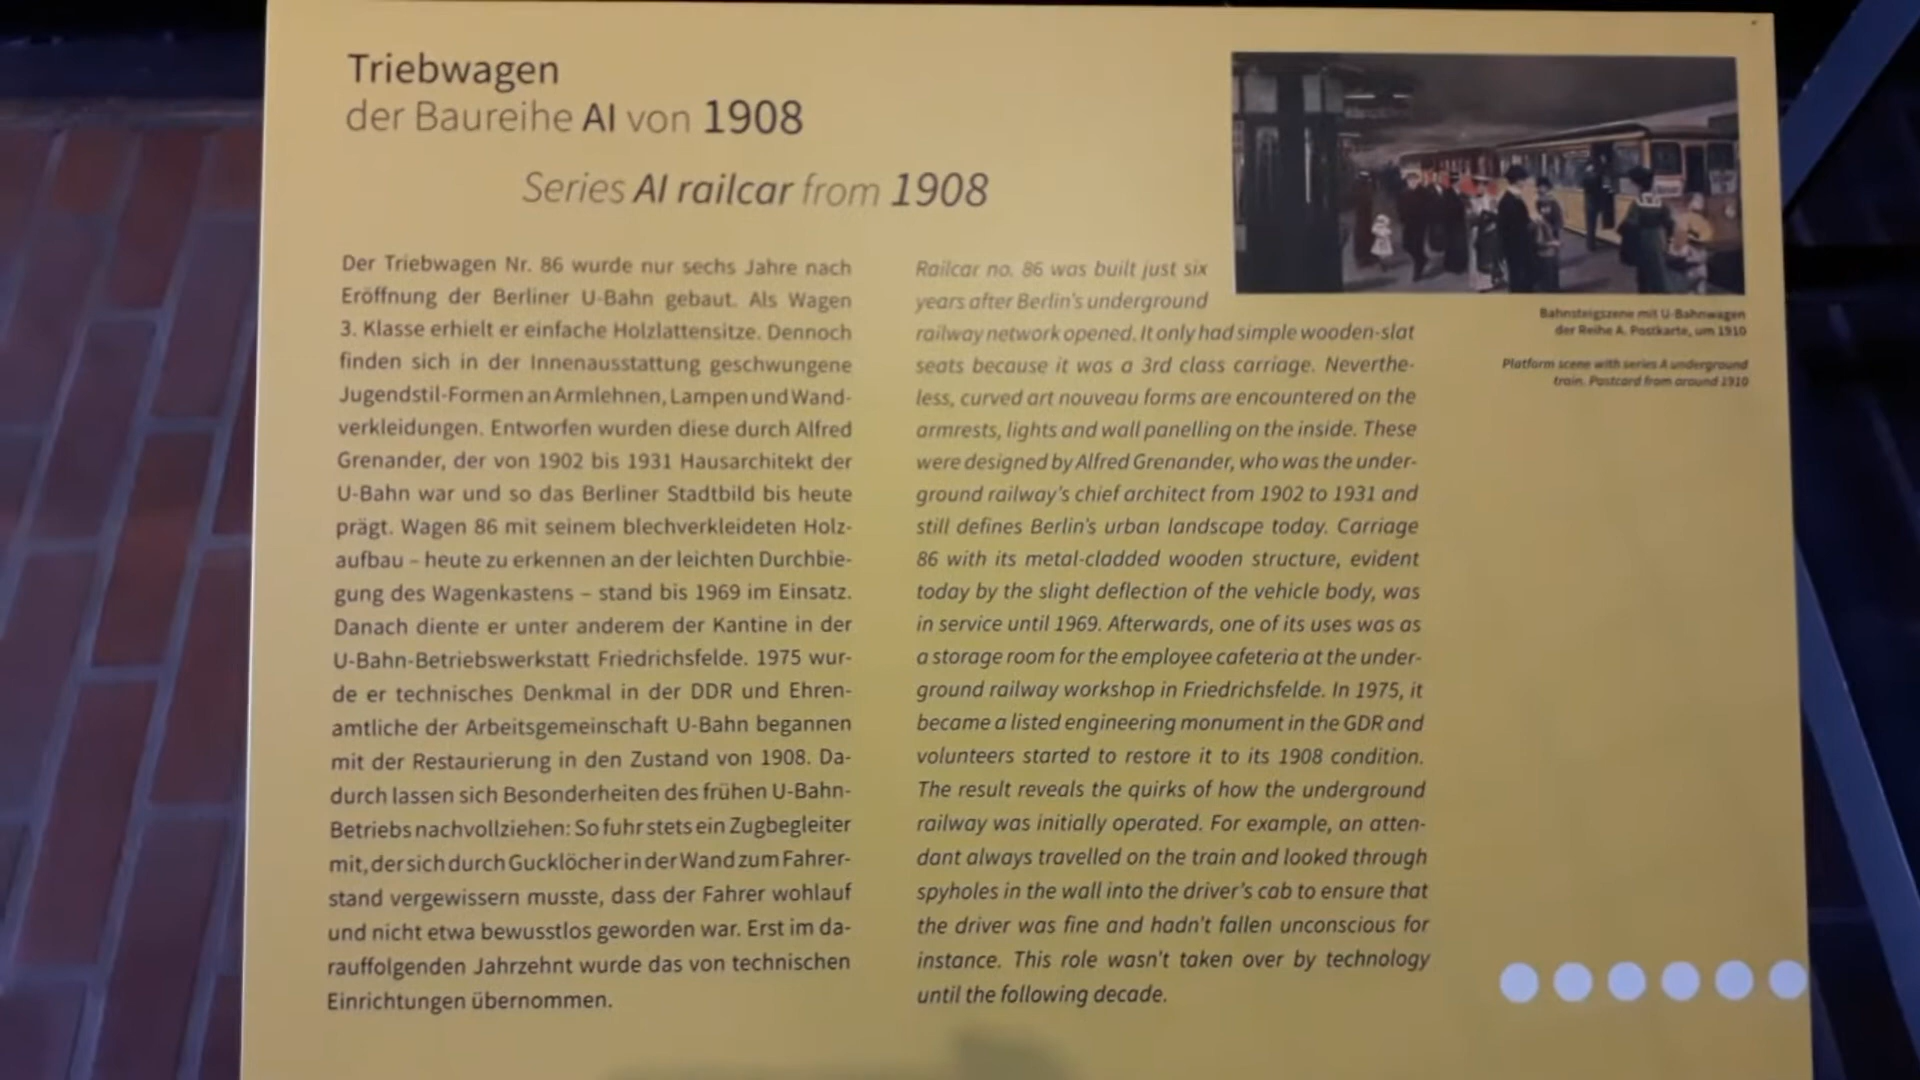 Triebwagen
der Baureihe AI von 1908
Series AI railcar from 1908
Der Triebwagen Nr. 86 wurde nur sechs Jahre nach
Eröffnung der Berliner U-Bahn gebaut. Als Wagen
3. Klasse erhielt er einfache Holzlattensitze. Dennoch
finden sich in der Innenausstattung geschwungene
Jugendstil-Formen an Armlehnen, Lampen und Wand-
verkleidungen. Entworfen wurden diese durch Alfred
Grenander, der von 1902 bis 1931 Hausarchitekt der
U-Bahn war und so das Berliner Stadtbild bis heute
prägt. Wagen 86 mit seinem blechverkleideten Holz-
aufbau – heute zu erkennen an der leichten Durchbie-
gung des Wagenkastens – stand bis 1969 im Einsatz.
Danach diente er unter anderem der Kantine in der
U-Bahn-Betriebswerkstatt Friedrichsfelde. 1975 wur-
de er technisches Denkmal in der DDR und Ehren-
amtliche der Arbeitsgemeinschaft U-Bahn begannen
mit der Restaurierung in den Zustand von 1908. Da-
durch lassen sich Besonderheiten des frühen U-Bahn-
Betriebs nachvollziehen: So fuhr stets ein Zugbegleiter
mit, der sich durch Gucklöcher in der Wand zum Fahrer-
stand vergewissern musste, dass der Fahrer wohlauf
und nicht etwa bewusstlos geworden war. Erst im da-
rauffolgenden Jahrzehnt wurde das von technischen
Einrichtungen übernommen.
Railcar no. 86 was built just six
years after Berlin's underground
railway network opened. It only had simple wooden-slat
seats because it was a 3rd class carriage. Neverthe-
less, curved art nouveau forms are encountered on the
armrests, lights and wall panelling on the inside. These
were designed by Alfred Grenander, who was the under-
ground railway's chief architect from 1902 to 1931 and
still defines Berlin's urban landscape today. Carriage
86 with its metal-cladded wooden structure, evident
today by the slight deflection of the vehicle body, was
in service until 1969. Afterwards, one of its uses was as
a storage room for the employee cafeteria at the under-
ground railway workshop in Friedrichsfelde. In 1975, it
became a listed engineering monument in the GDR and
volunteers started to restore it to its 1908 condition.
The result reveals the quirks of how the underground
railway was initially operated. For example, an atten-
dant always travelled on the train and looked through
spyholes in the wall into the driver's cab to ensure that
the driver was fine and hadn't fallen unconscious for
instance. This role wasn't taken over by technology
until the following decade.
Bahnsteigszene mit U-Bahnwagen
der Reihe A. Postkarte, um 1910
Platform scene with series A underground
train. Postcard from around 1910